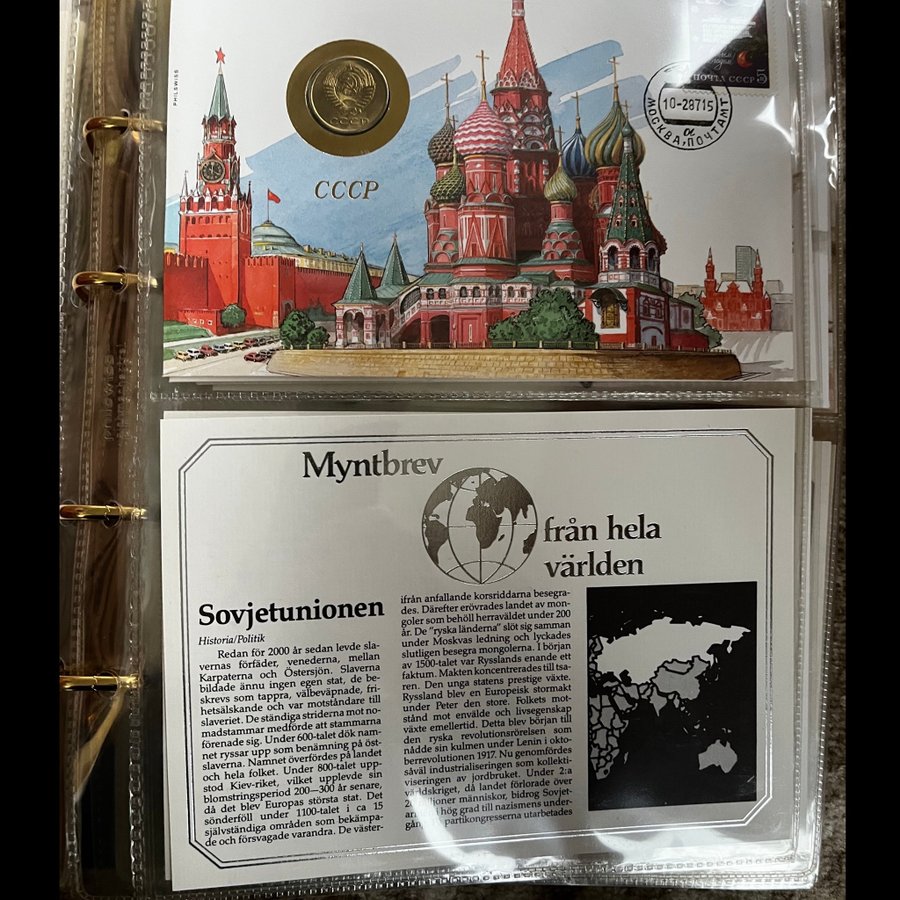 PHILSWISS
СССР
СССР
ПОЧТА СССР 5
10-28715
МОСКВА, ПОЧТАМТ
PHILSWISS
Myntbrev
från hela
världen
Sovjetunionen
Historia/Politik
Redan för 2000 år sedan levde sla-
vernas förfäder, venederna, mellan
Karpaterna och Östersjön. Slaverna
bildade ännu ingen egen stat, de be-
skrevs som tappra, välbeväpnade, fri-
hetsälskande och var motståndare till
slaveriet. De ständiga striderna mot no-
madstammar medförde att stammarna
förenade sig. Under 600-talet dök nam-
net ryssar upp som benämning på öst-
slaverna. Namnet överfördes på landet
och hela folket. Under 800-talet upp-
stod Kiev-riket, vilket upplevde sin
blomstringsperiod 200—300 år senare,
då det blev Europas största stat. Det
sönderföll under 1100-talet i ca 15
självständiga områden som bekämpa-
de och försvagade varandra. De väster-
ifrån anfallande korsriddarna besegra-
des. Därefter erövrades landet av mon-
goler som behöll herraväldet under 200
år. De "ryska länderna" slöt sig samman
under Moskvas ledning och lyckades
slutligen besegra mongolerna. I början
av 1500-talet var Rysslands enande ett
faktum. Makten koncentrerades till tsa-
ren. Den unga statens prestige växte.
Ryssland blev en Europeisk stormakt
under Peter den store. Folkets mot-
stånd mot envälde och livsegenskap
växte emellertid. Detta blev början till
den ryska revolutionsrörelsen som
nådde sin kulmen under Lenin i okto-
berrevolutionen 1917. Nu genomfördes
såväl industrialiseringen som kollekti-
viseringen av jordbruket. Under 2:a
världskriget, då landet förlorade över
miljoner människor, bidrog Sovjet-
i hög grad till nazismens under-
partikongresserna utarbetades